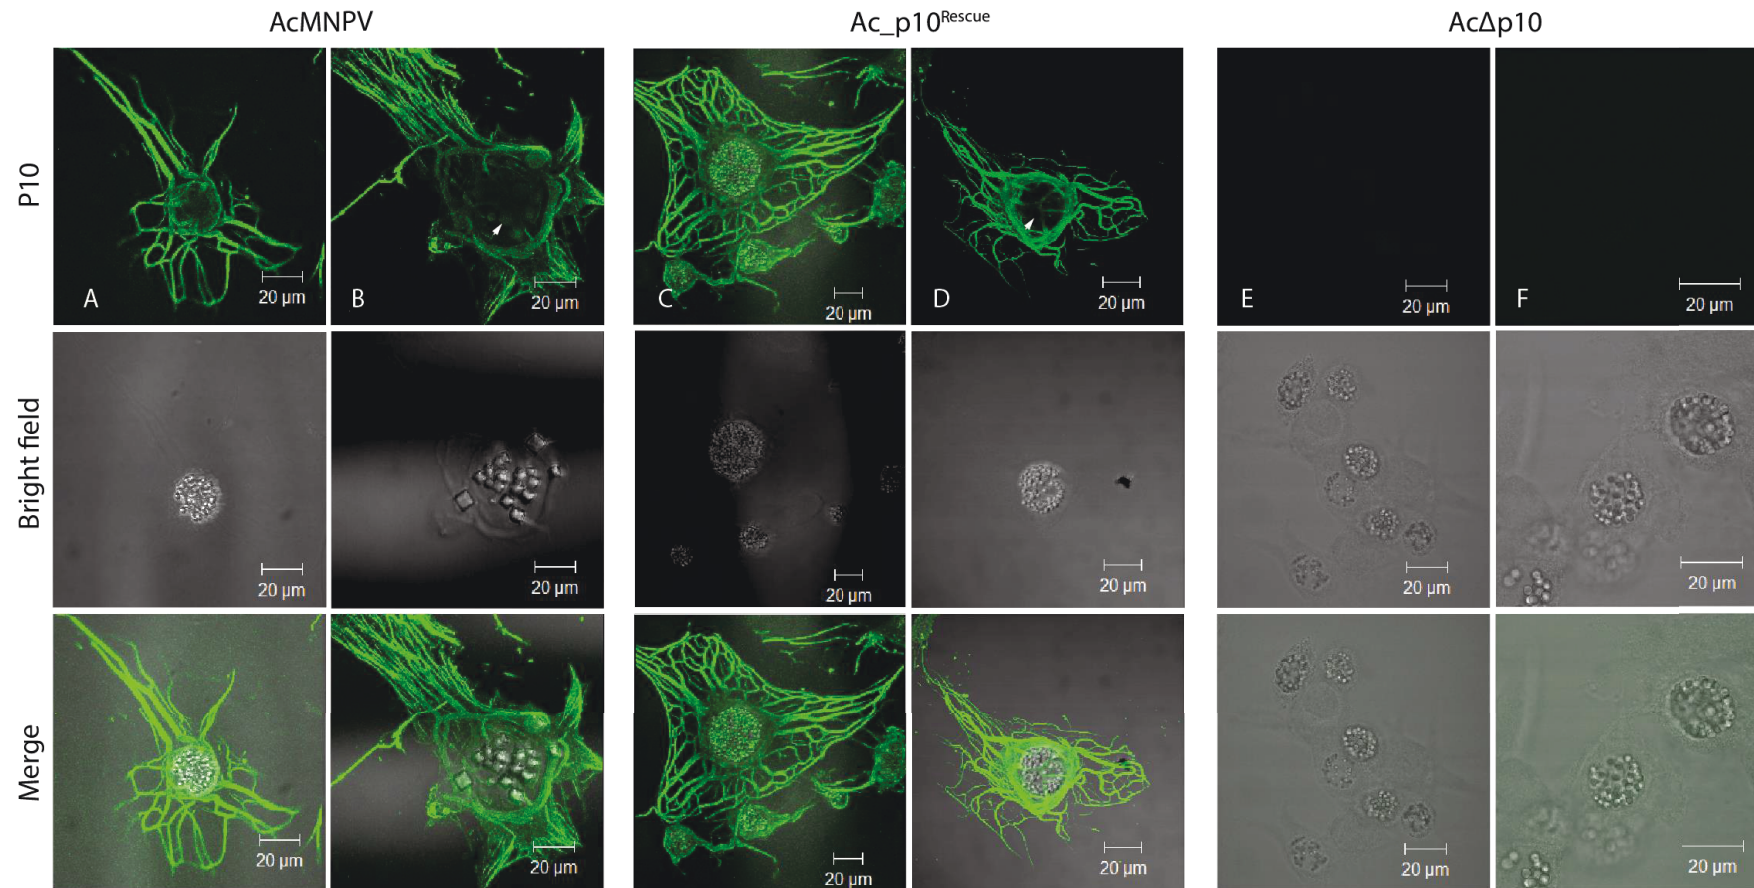 AcMNPV Ac_p10Rescue AcΔp10
P10
A 20 µm B 20 µm C 20 µm D 20 µm E 20 µm F 20 µm
Bright field
20 µm 20 µm 20 µm 20 µm 20 µm 20 µm
Merge
20 µm 20 µm 20 µm 20 µm 20 µm 20 µm